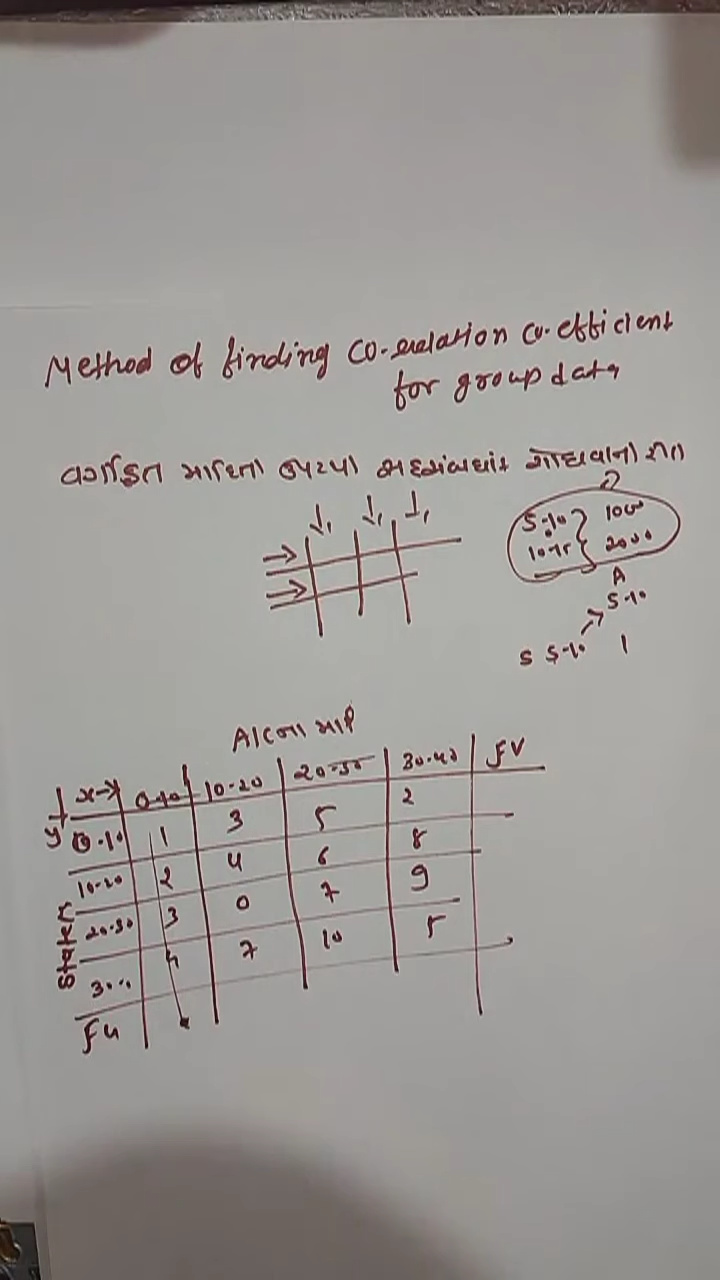 Method of finding Co-relation Co-efficient
for group data
વર્ગીકૃત માહિતી ઉપરથી સહસંબંધાંક શોધવાની રીત
5-10 1000
10-15 2000
A
5-10
S 5-10 1
y x→ 0-10 10-20 20-30 30-40 fv
0-10 1 3 5 2
10-20 2 4 6 8
20-30 3 0 7 9
30- 4 7 10 5
fu